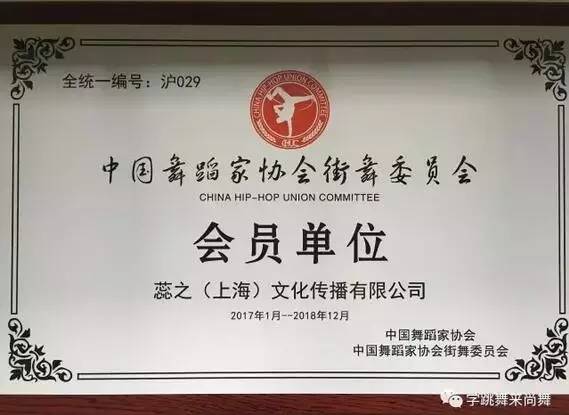 全统一编号：沪029
CHINA HIP-HOP UNION COMMITTEE
CHUC
中国舞蹈家协会街舞委员会
CHINA HIP-HOP UNION COMMITTEE
会员单位
蕊之（上海）文化传播有限公司
2017年1月--2018年12月
中国舞蹈家协会
中国舞蹈家协会街舞委员会
学跳舞来尚舞